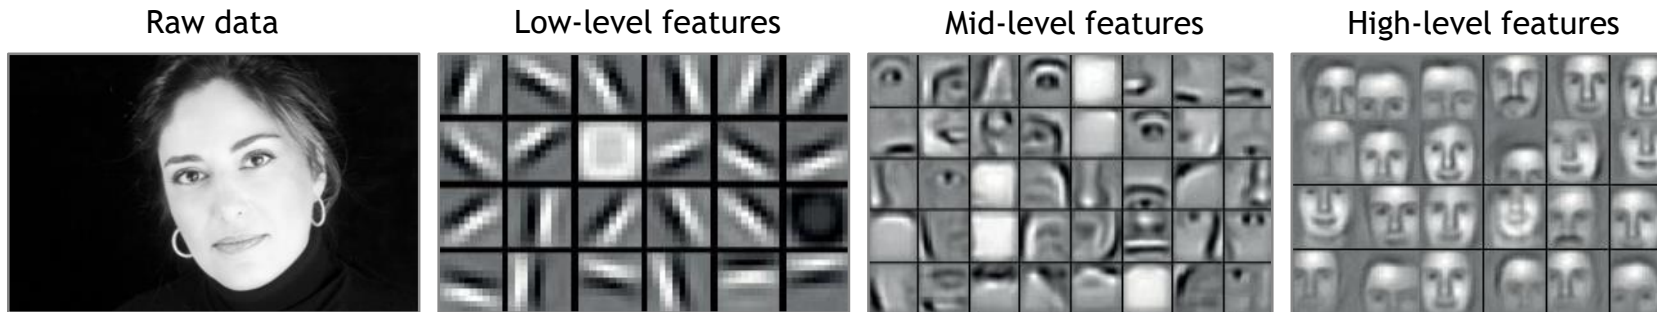 Raw data
Low-level features
Mid-level features
High-level features